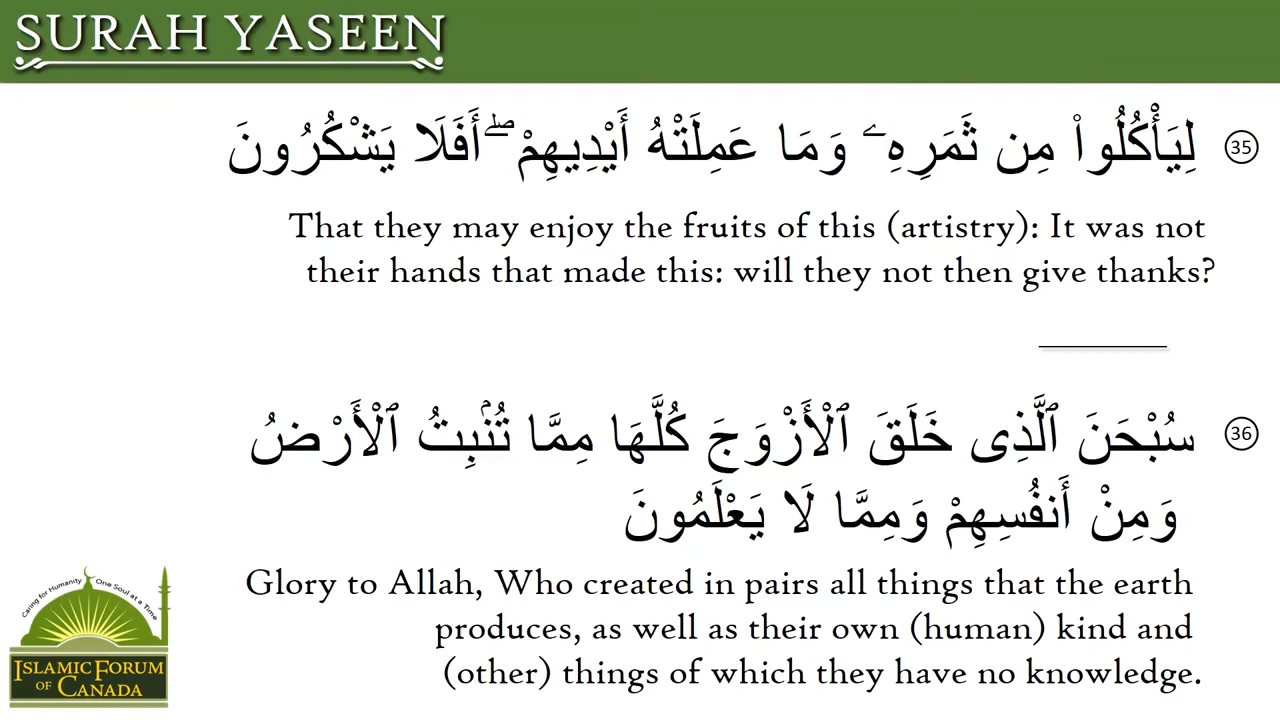 SURAH YASEEN
لِيَأْكُلُوا۟ مِن ثَمَرِهِۦ وَمَا عَمِلَتْهُ أَيْدِيهِمْ ۖ أَفَلَا يَشْكُرُونَ 35
That they may enjoy the fruits of this (artistry): It was not
their hands that made this: will they not then give thanks?
سُبْحَـٰنَ ٱلَّذِى خَلَقَ ٱلْأَزْوَٰجَ كُلَّهَا مِمَّا تُنۢبِتُ ٱلْأَرْضُ 36
وَمِنْ أَنفُسِهِمْ وَمِمَّا لَا يَعْلَمُونَ
Glory to Allah, Who created in pairs all things that the earth
produces, as well as their own (human) kind and
(other) things of which they have no knowledge.
Caring for Humanity One Soul at a Time
ISLAMIC FORUM
OF CANADA